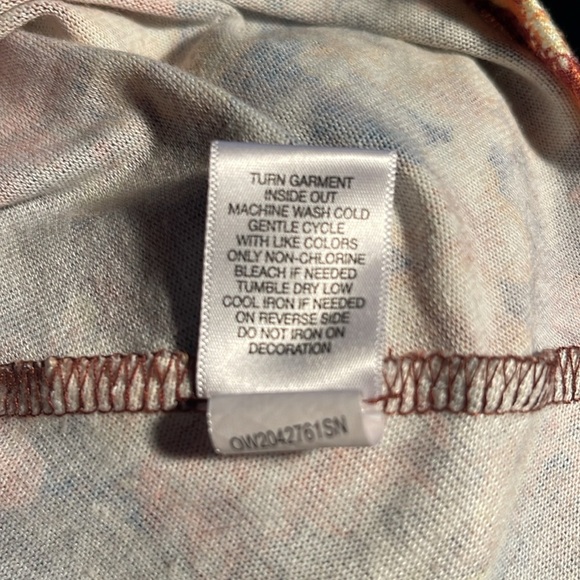 TURN GARMENT
INSIDE OUT
MACHINE WASH COLD
GENTLE CYCLE
WITH LIKE COLORS
ONLY NON-CHLORINE
BLEACH IF NEEDED
TUMBLE DRY LOW
COOL IRON IF NEEDED
ON REVERSE SIDE
DO NOT IRON ON
DECORATION
OW2042761SN